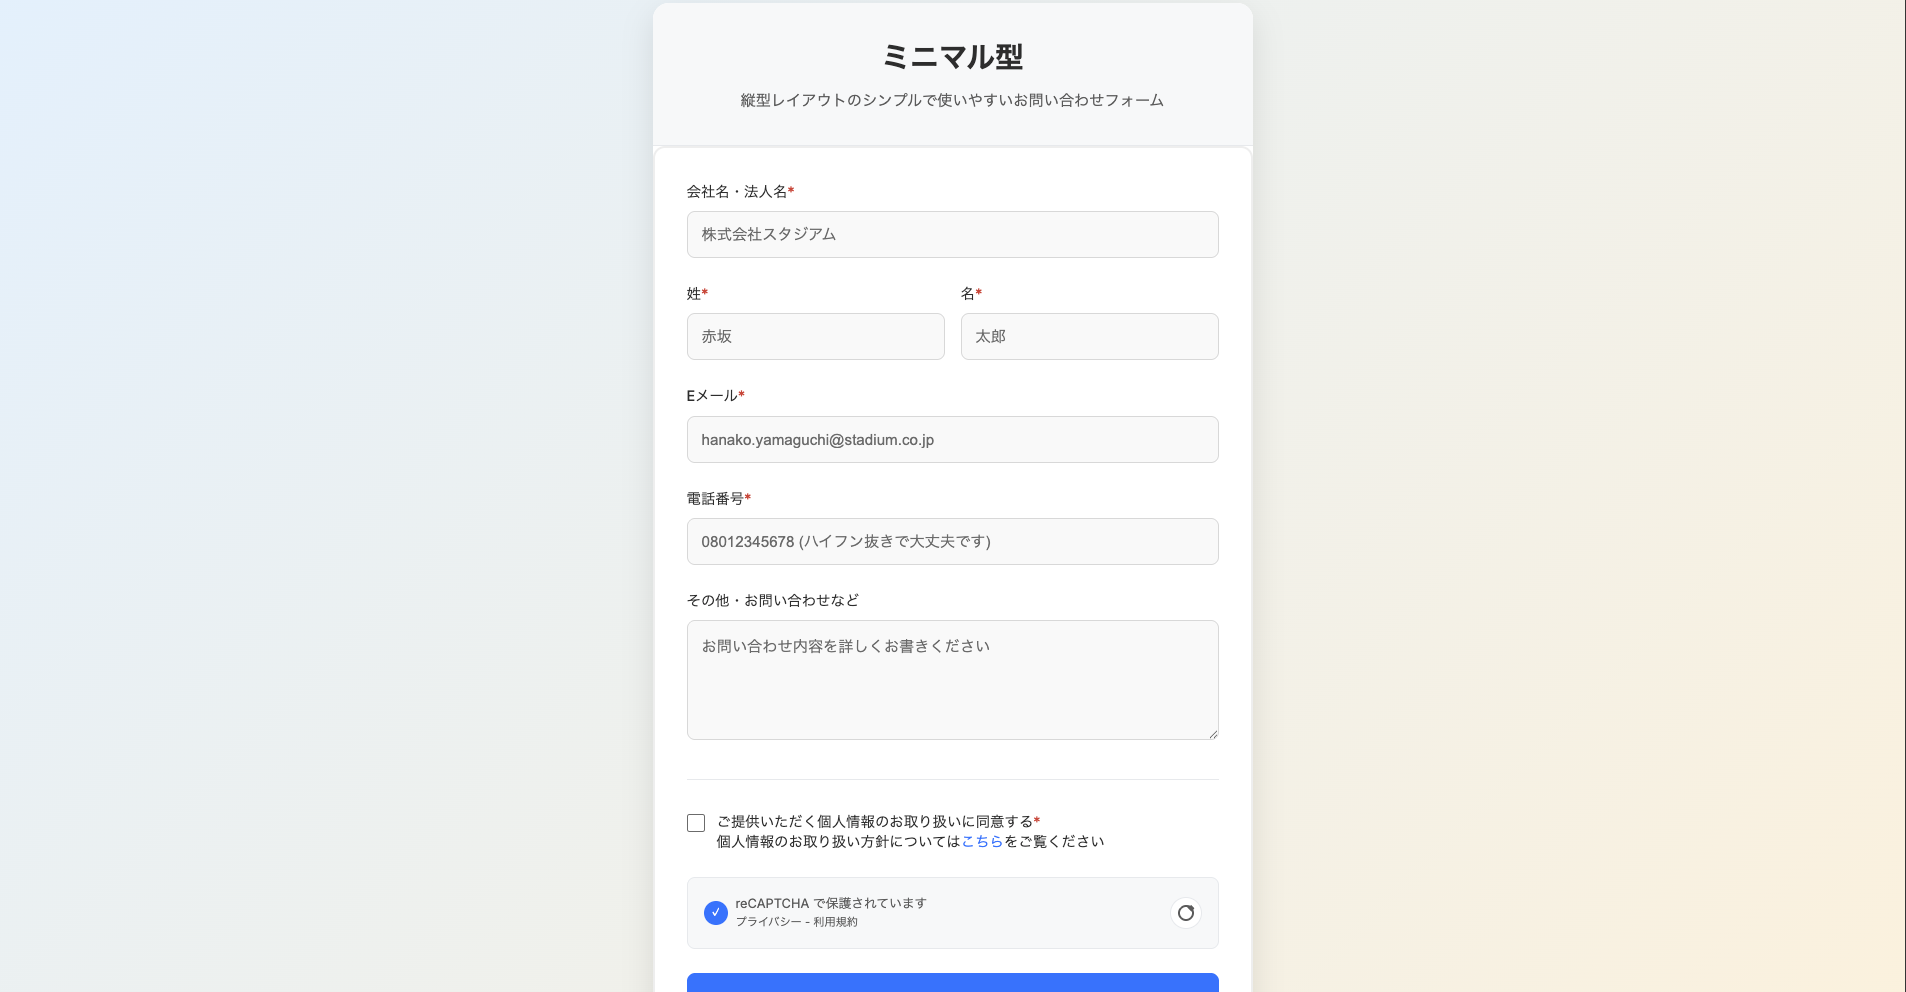 ミニマル型
縦型レイアウトのシンプルで使いやすいお問い合わせフォーム
会社名・法人名*
株式会社スタジアム
姓*
名*
赤坂
太郎
Eメール*
hanako.yamaguchi@stadium.co.jp
電話番号*
08012345678 (ハイフン抜きで大丈夫です)
その他・お問い合わせなど
お問い合わせ内容を詳しくお書きください
ご提供いただく個人情報のお取り扱いに同意する*
個人情報のお取り扱い方針についてはこちらをご覧ください
reCAPTCHA で保護されています
プライバシー - 利用規約